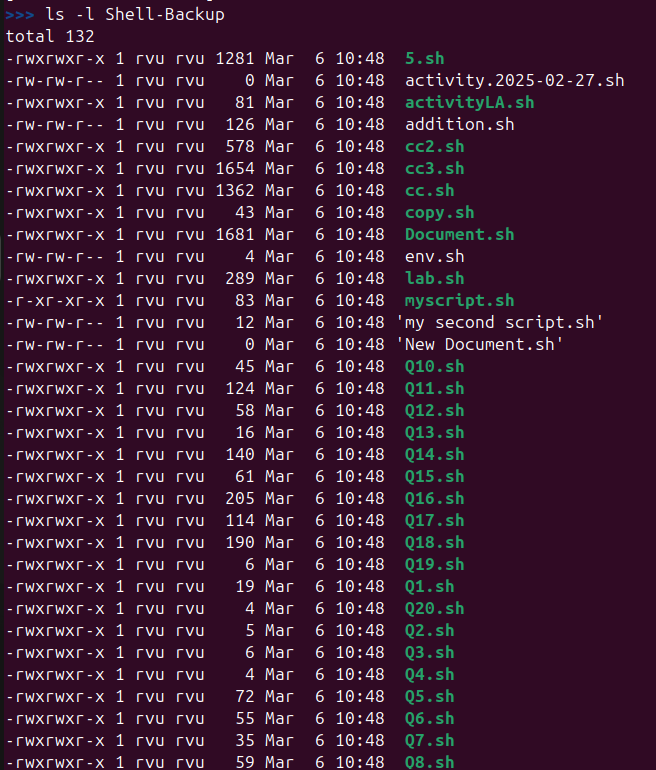 >>> ls -l Shell-Backup
total 132
-rwxrwxr-x 1 rvu rvu 1281 Mar  6 10:48  5.sh
-rw-rw-r-- 1 rvu rvu    0 Mar  6 10:48  activity.2025-02-27.sh
-rwxrwxr-x 1 rvu rvu   81 Mar  6 10:48  activityLA.sh
-rw-rw-r-- 1 rvu rvu  126 Mar  6 10:48  addition.sh
-rwxrwxr-x 1 rvu rvu  578 Mar  6 10:48  cc2.sh
-rwxrwxr-x 1 rvu rvu 1654 Mar  6 10:48  cc3.sh
-rwxrwxr-x 1 rvu rvu 1362 Mar  6 10:48  cc.sh
-rwxrwxr-x 1 rvu rvu   43 Mar  6 10:48  copy.sh
-rwxrwxr-x 1 rvu rvu 1681 Mar  6 10:48  Document.sh
-rw-rw-r-- 1 rvu rvu    4 Mar  6 10:48  env.sh
-rwxrwxr-x 1 rvu rvu  289 Mar  6 10:48  lab.sh
-r-xr-xr-x 1 rvu rvu   83 Mar  6 10:48  myscript.sh
-rw-rw-r-- 1 rvu rvu   12 Mar  6 10:48 'my second script.sh'
-rw-rw-r-- 1 rvu rvu    0 Mar  6 10:48 'New Document.sh'
-rwxrwxr-x 1 rvu rvu   45 Mar  6 10:48  Q10.sh
-rwxrwxr-x 1 rvu rvu  124 Mar  6 10:48  Q11.sh
-rwxrwxr-x 1 rvu rvu   58 Mar  6 10:48  Q12.sh
-rwxrwxr-x 1 rvu rvu   16 Mar  6 10:48  Q13.sh
-rwxrwxr-x 1 rvu rvu  140 Mar  6 10:48  Q14.sh
-rwxrwxr-x 1 rvu rvu   61 Mar  6 10:48  Q15.sh
-rwxrwxr-x 1 rvu rvu  205 Mar  6 10:48  Q16.sh
-rwxrwxr-x 1 rvu rvu  114 Mar  6 10:48  Q17.sh
-rwxrwxr-x 1 rvu rvu  190 Mar  6 10:48  Q18.sh
-rwxrwxr-x 1 rvu rvu    6 Mar  6 10:48  Q19.sh
-rwxrwxr-x 1 rvu rvu   19 Mar  6 10:48  Q1.sh
-rwxrwxr-x 1 rvu rvu    4 Mar  6 10:48  Q20.sh
-rwxrwxr-x 1 rvu rvu    5 Mar  6 10:48  Q2.sh
-rwxrwxr-x 1 rvu rvu    6 Mar  6 10:48  Q3.sh
-rwxrwxr-x 1 rvu rvu    4 Mar  6 10:48  Q4.sh
-rwxrwxr-x 1 rvu rvu   72 Mar  6 10:48  Q5.sh
-rwxrwxr-x 1 rvu rvu   55 Mar  6 10:48  Q6.sh
-rwxrwxr-x 1 rvu rvu   35 Mar  6 10:48  Q7.sh
-rwxrwxr-x 1 rvu rvu   59 Mar  6 10:48  Q8.sh